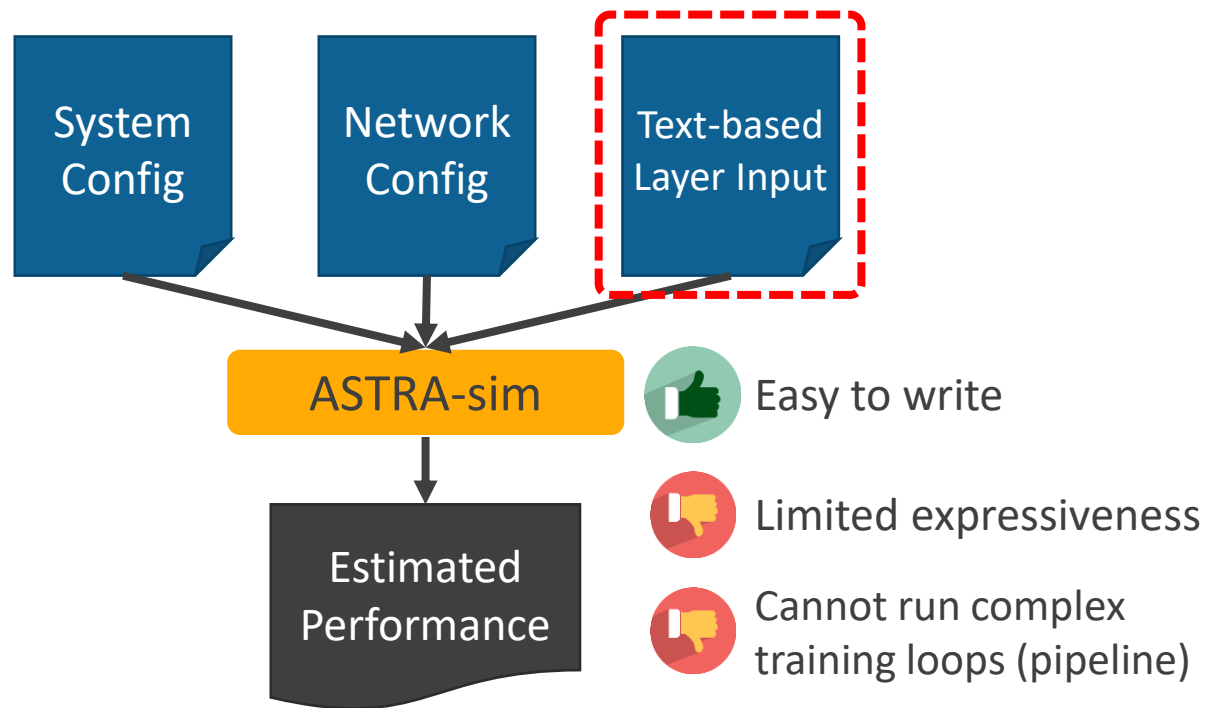 System
Config
Network
Config
Text-based
Layer Input
ASTRA-sim
Easy to write
Limited expressiveness
Estimated
Performance
Cannot run complex
training loops (pipeline)